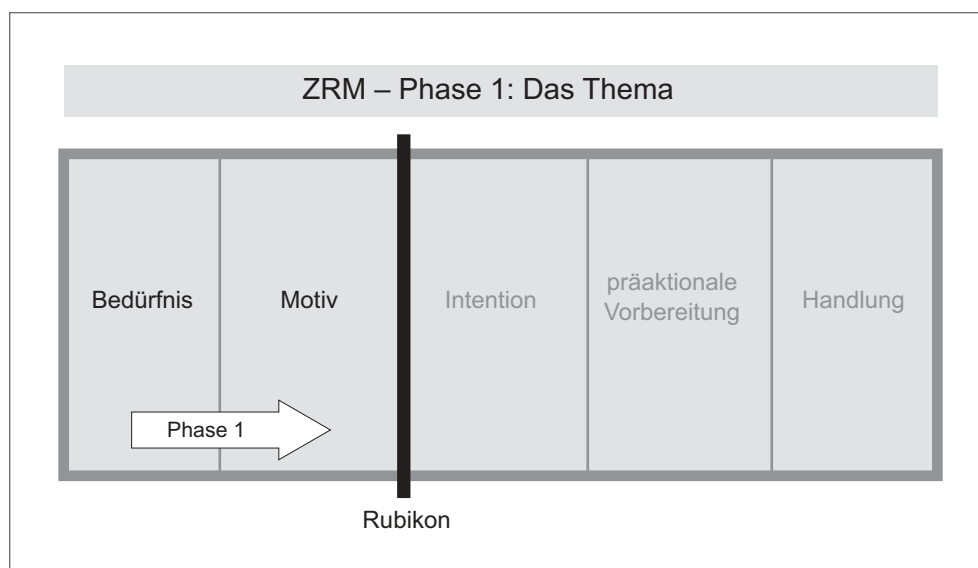 ZRM – Phase 1: Das Thema
Bedürfnis
Motiv
Intention
präaktionale
Vorbereitung
Handlung
Phase 1
Rubikon